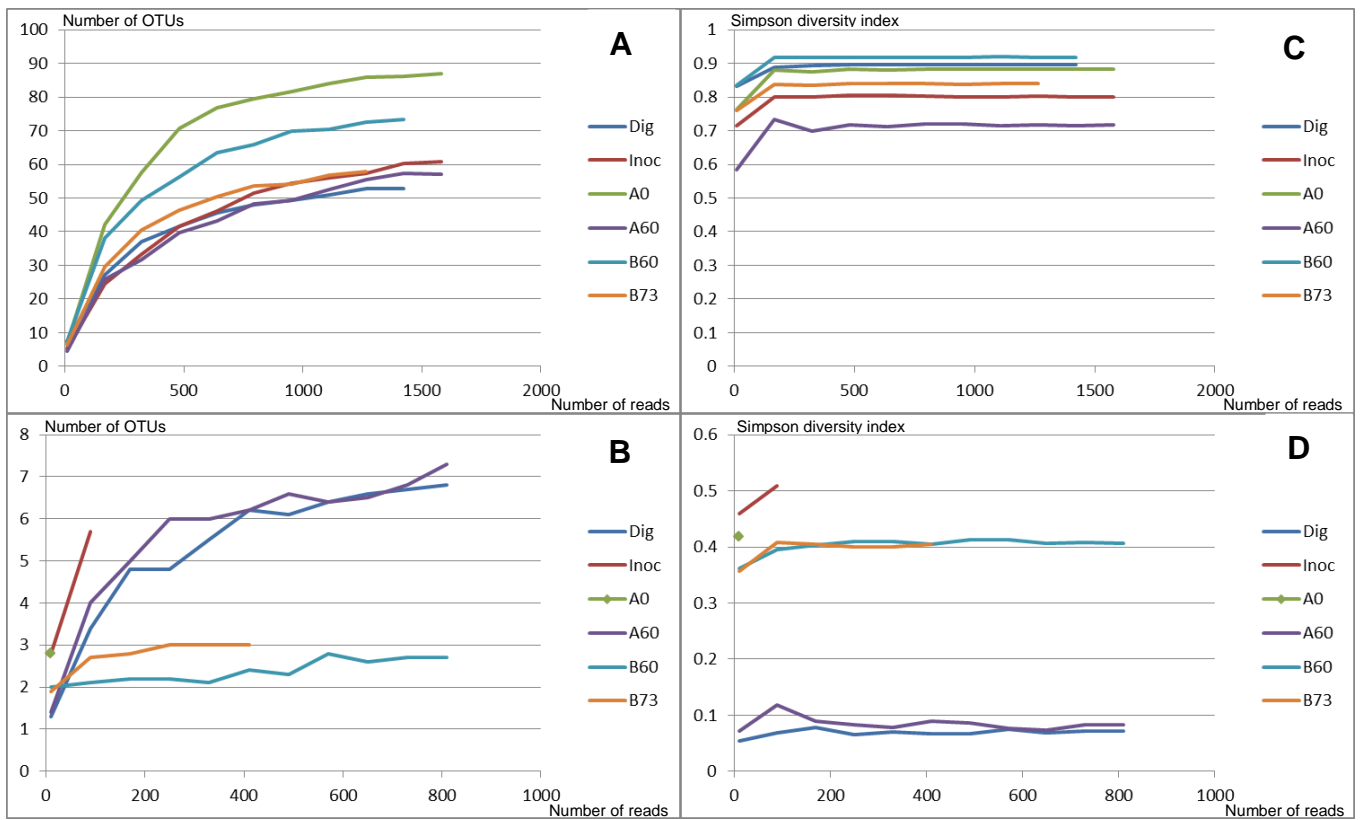 Number of OTUs
A
100
90
80
70
60
50
40
30
20
10
0
0 500 1000 1500 2000
Number of reads
Dig
Inoc
A0
A60
B60
B73
Simpson diversity index
C
1
0.9
0.8
0.7
0.6
0.5
0.4
0.3
0.2
0.1
0
0 500 1000 1500 2000
Number of reads
Dig
Inoc
A0
A60
B60
B73
Number of OTUs
B
8
7
6
5
4
3
2
1
0
0 200 400 600 800 1000
Number of reads
Dig
Inoc
A0
A60
B60
B73
Simpson diversity index
D
0.6
0.5
0.4
0.3
0.2
0.1
0
0 200 400 600 800 1000
Number of reads
Dig
Inoc
A0
A60
B60
B73